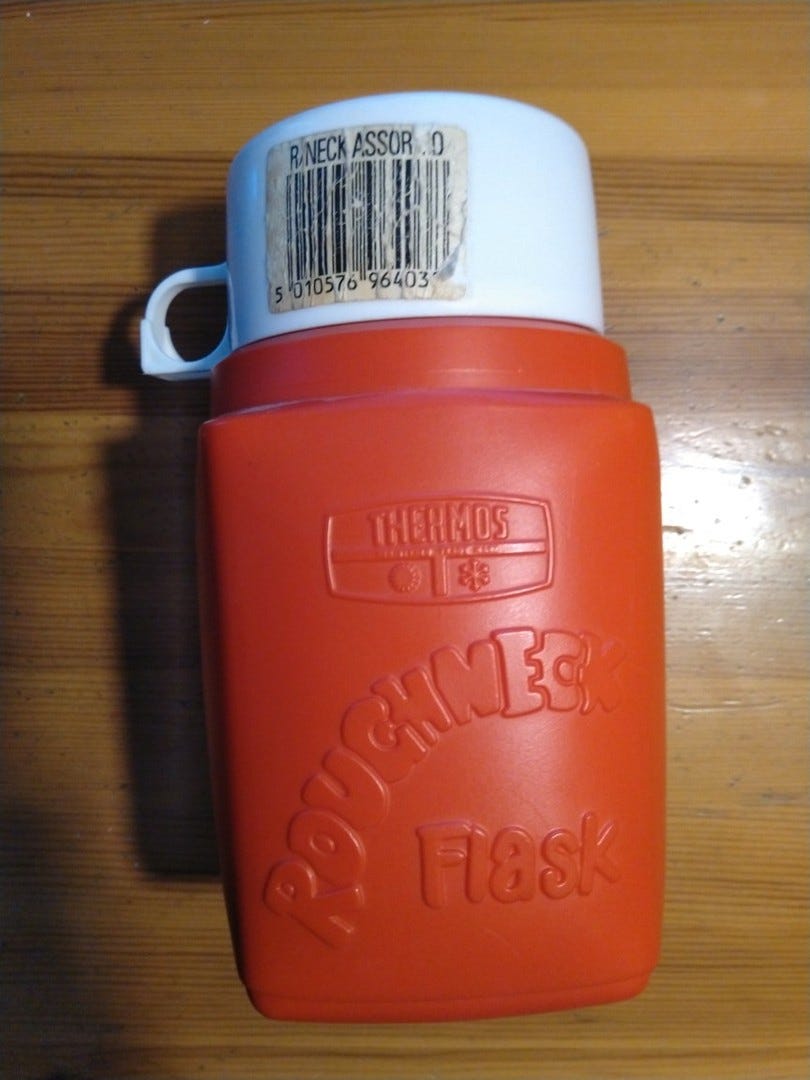 R/NECK ASSOR
5 010576 96403
THERMOS
ROUGHNECK
Flask